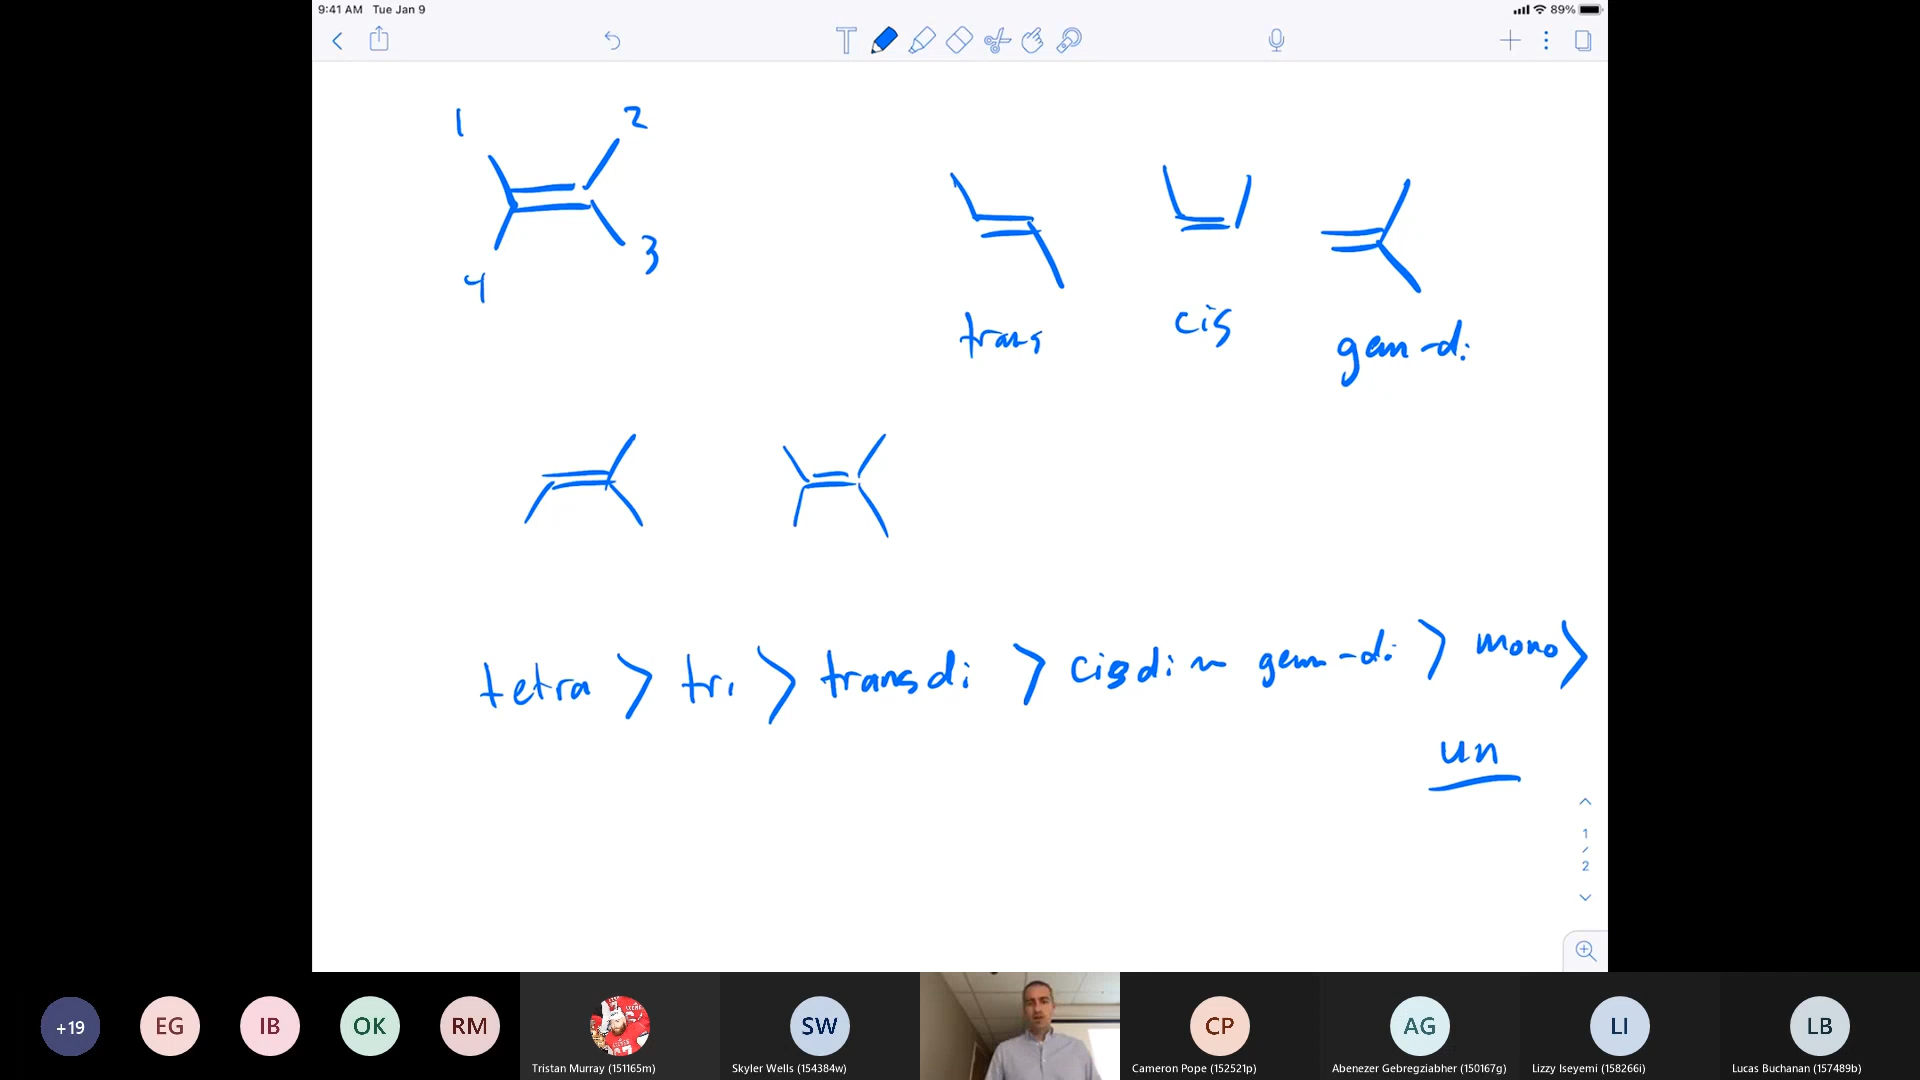 9:41 AM Tue Jan 9
89%
T
1
2
3
4
trans
cis
gem-di
tetra > tri > trans di > cis di ~ gem-di > mono >
un
1
/
2
+19
EG
IB
OK
RM
SW
CP
AG
LI
LB
Tristan Murray (151165m)
Skyler Wells (154384w)
Cameron Pope (152521p)
Abenezer Gebregziabher (150167g)
Lizzy Iseyemi (158266i)
Lucas Buchanan (157489b)